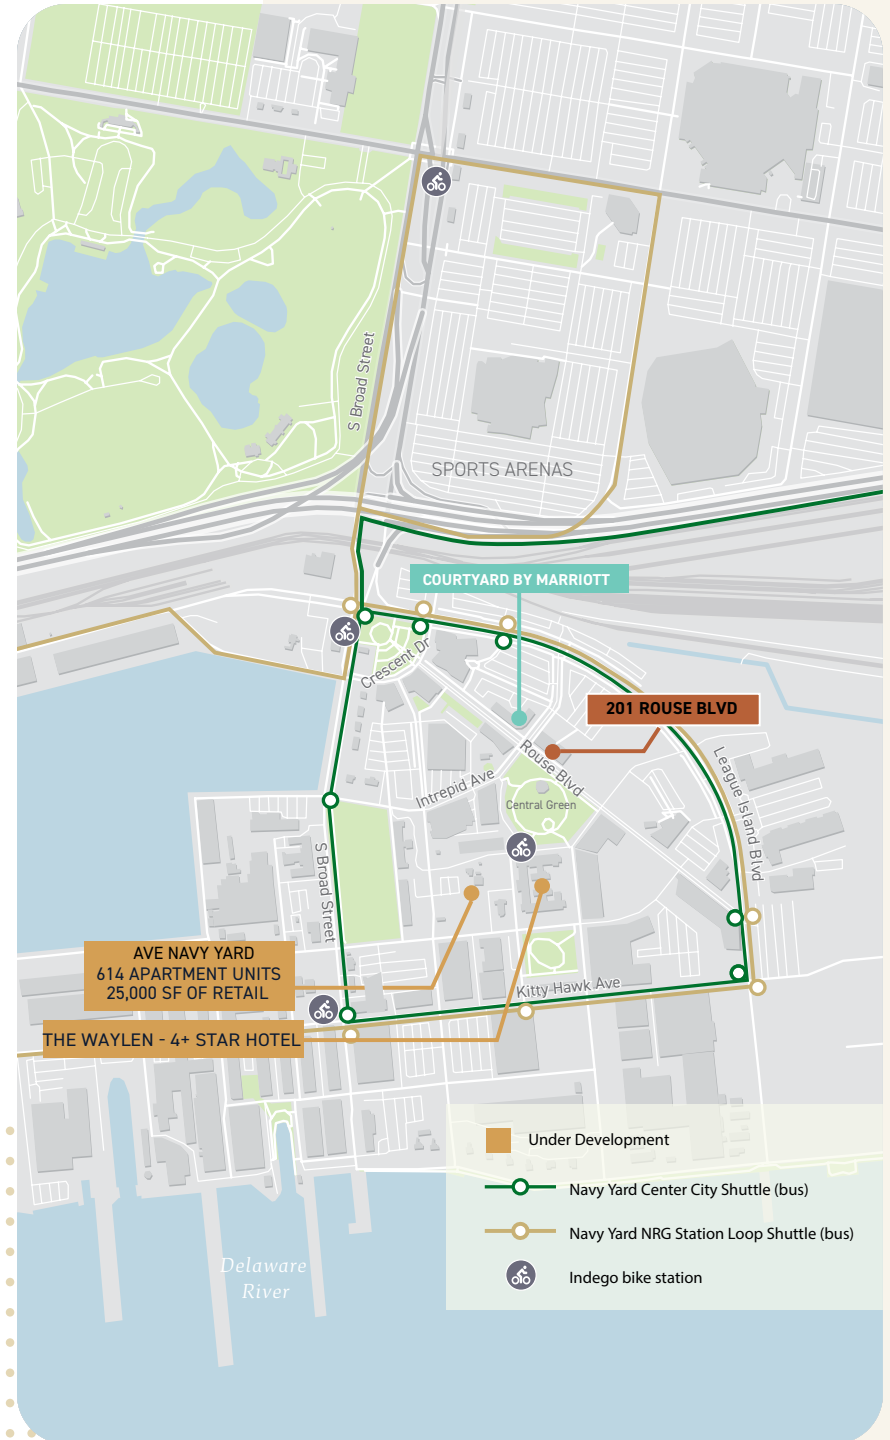 S Broad Street
SPORTS ARENAS
COURTYARD BY MARRIOTT
Crescent Dr
201 ROUSE BLVD
Rouse Blvd
League Island Blvd
Intrepid Ave
Central Green
S Broad Street
AVE NAVY YARD
614 APARTMENT UNITS
25,000 SF OF RETAIL
Kitty Hawk Ave
THE WAYLEN - 4+ STAR HOTEL
Under Development
Navy Yard Center City Shuttle (bus)
Navy Yard NRG Station Loop Shuttle (bus)
Indego bike station
Delaware
River